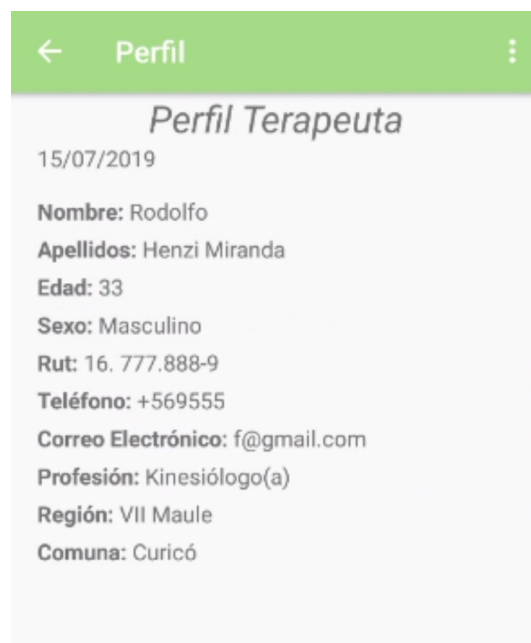 Perfil
Perfil Terapeuta
15/07/2019
Nombre: Rodolfo
Apellidos: Henzi Miranda
Edad: 33
Sexo: Masculino
Rut: 16. 777.888-9
Teléfono: +569555
Correo Electrónico: f@gmail.com
Profesión: Kinesiólogo(a)
Región: VII Maule
Comuna: Curicó